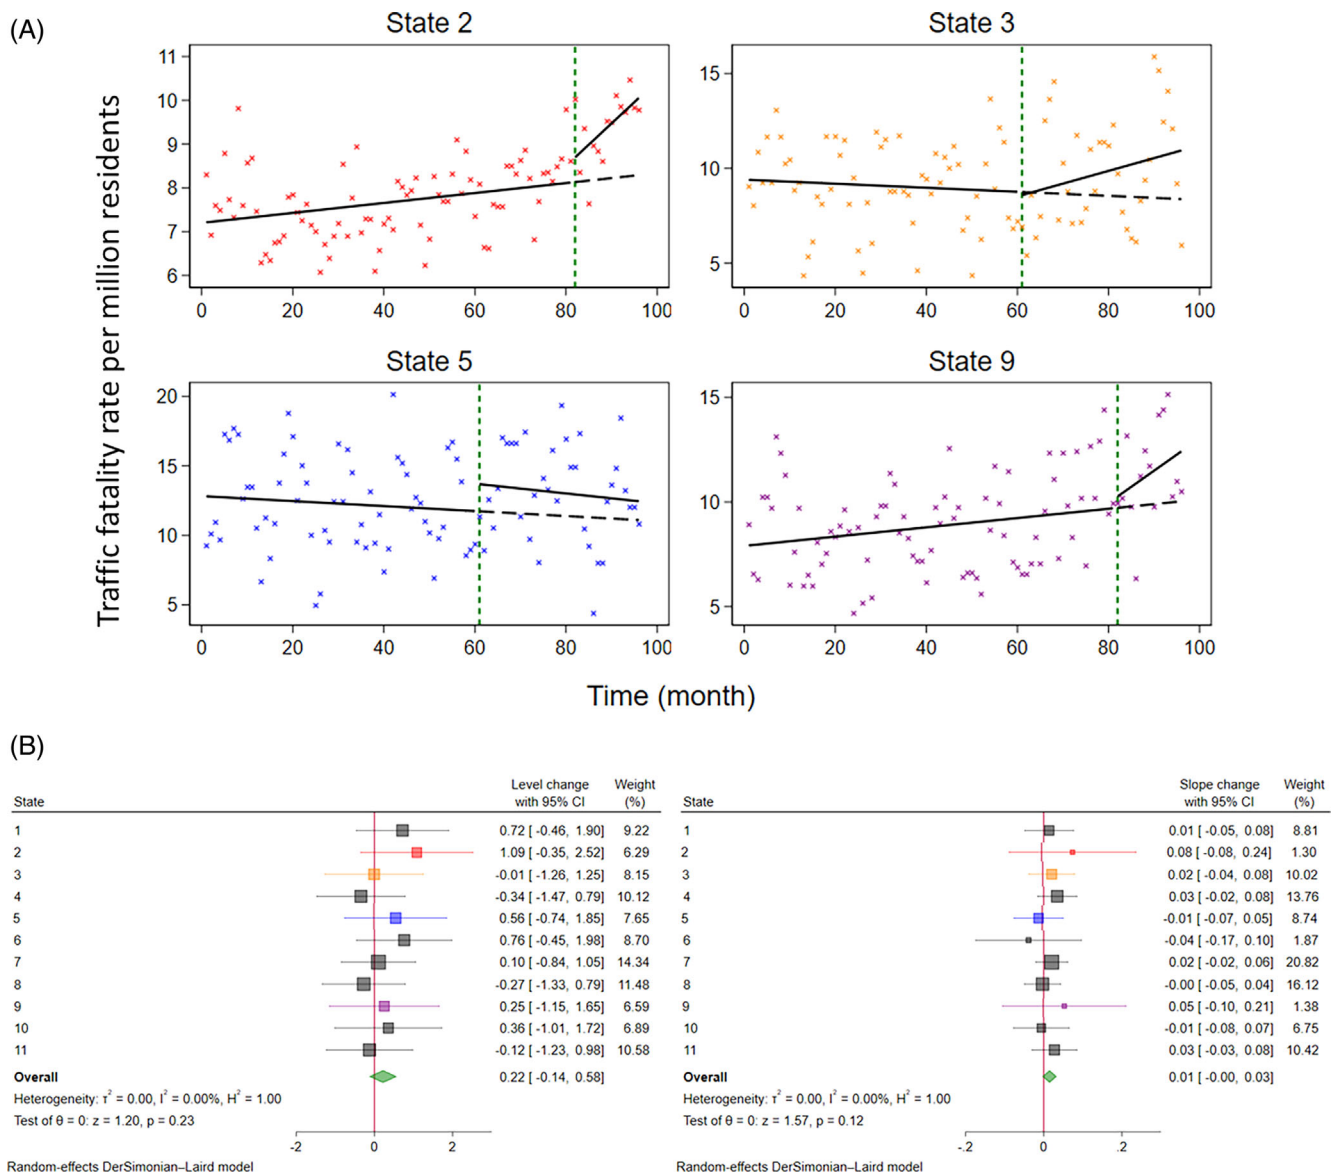 (A)
State 2
State 3
Traffic fatality rate per million residents
11
10
9
8
7
6
0 20 40 60 80 100
15
10
5
0 20 40 60 80 100
State 5
State 9
20
15
10
5
0 20 40 60 80 100
15
10
5
0 20 40 60 80 100
Time (month)
(B)
State Level change with 95% CI Weight (%)
1 0.72 [ -0.46, 1.90] 9.22
2 1.09 [ -0.35, 2.52] 6.29
3 -0.01 [ -1.26, 1.25] 8.15
4 -0.34 [ -1.47, 0.79] 10.12
5 0.56 [ -0.74, 1.85] 7.65
6 0.76 [ -0.45, 1.98] 8.70
7 0.10 [ -0.84, 1.05] 14.34
8 -0.27 [ -1.33, 0.79] 11.48
9 0.25 [ -1.15, 1.65] 6.59
10 0.36 [ -1.01, 1.72] 6.89
11 -0.12 [ -1.23, 0.98] 10.58
Overall 0.22 [ -0.14, 0.58]
Heterogeneity: τ² = 0.00, I² = 0.00%, H² = 1.00
Test of θ = 0: z = 1.20, p = 0.23
-2 0 2
Random-effects DerSimonian–Laird model
State Slope change with 95% CI Weight (%)
1 0.01 [ -0.05, 0.08] 8.81
2 0.08 [ -0.08, 0.24] 1.30
3 0.02 [ -0.04, 0.08] 10.02
4 0.03 [ -0.02, 0.08] 13.76
5 -0.01 [ -0.07, 0.05] 8.74
6 -0.04 [ -0.17, 0.10] 1.87
7 0.02 [ -0.02, 0.06] 20.82
8 -0.00 [ -0.05, 0.04] 16.12
9 0.05 [ -0.10, 0.21] 1.38
10 -0.01 [ -0.08, 0.07] 6.75
11 0.03 [ -0.03, 0.08] 10.42
Overall 0.01 [ -0.00, 0.03]
Heterogeneity: τ² = 0.00, I² = 0.00%, H² = 1.00
Test of θ = 0: z = 1.57, p = 0.12
-.2 0 .2
Random-effects DerSimonian–Laird model